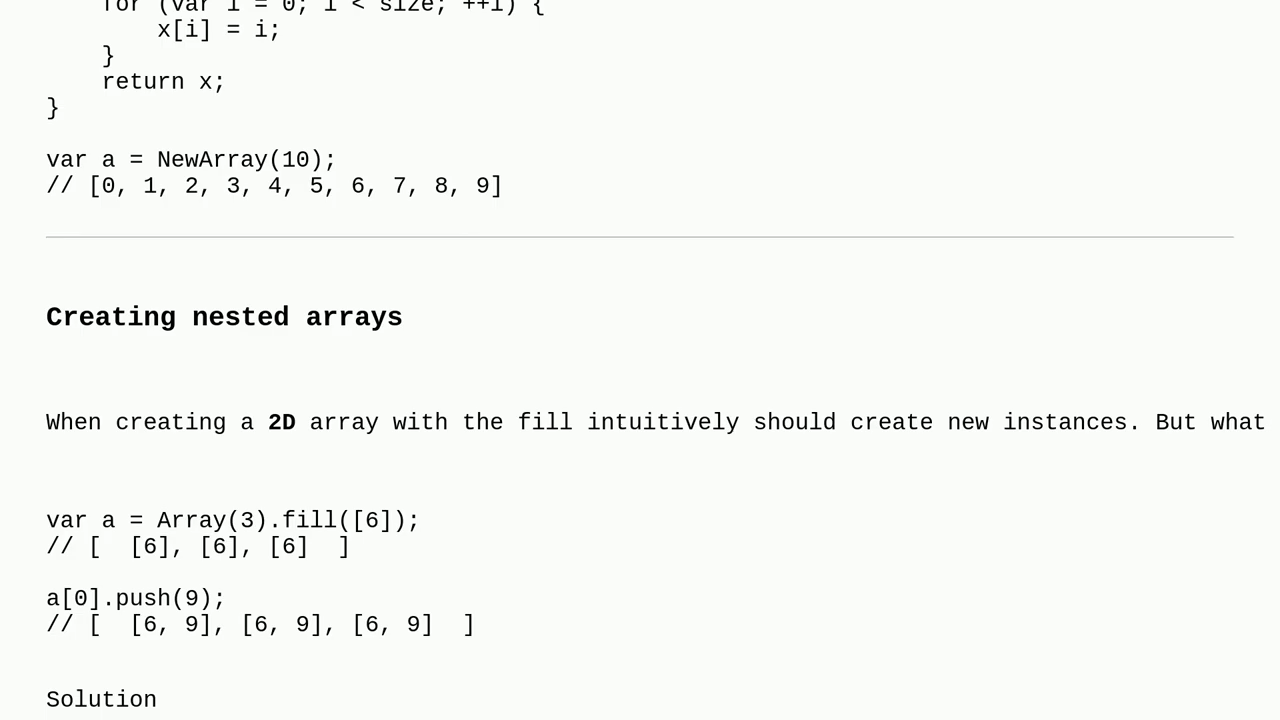 for (var i = 0; i < size; ++i) {
        x[i] = i;
    }
    return x;
}
var a = NewArray(10);
// [0, 1, 2, 3, 4, 5, 6, 7, 8, 9]
Creating nested arrays
When creating a 2D array with the fill intuitively should create new instances. But what
var a = Array(3).fill([6]);
// [  [6], [6], [6]  ]
a[0].push(9);
// [  [6, 9], [6, 9], [6, 9]  ]
Solution